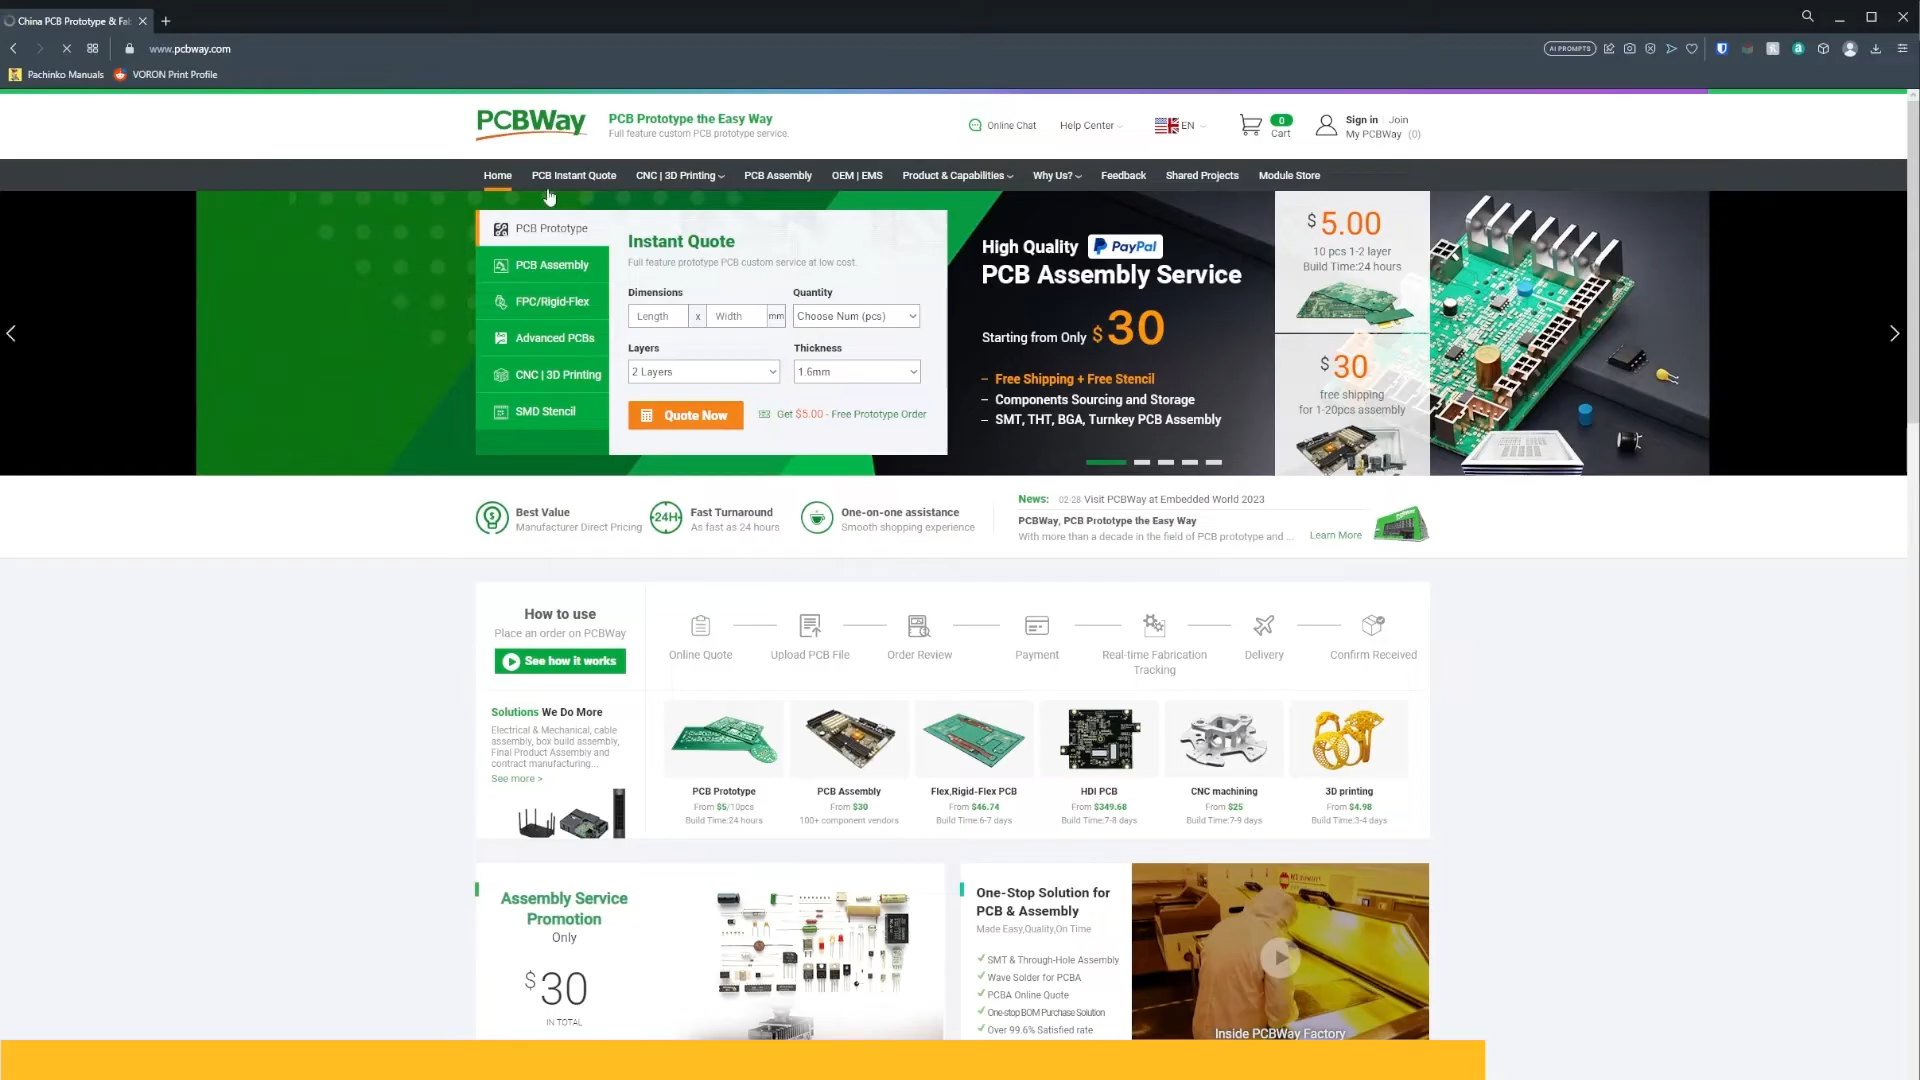 China PCB Prototype & Fab
www.pcbway.com
AI PROMPTS
Pachinko Manuals
VORON Print Profile
PCBWay
PCB Prototype the Easy Way
Full feature custom PCB prototype service.
Online Chat
Help Center
EN
0
Cart
Sign in
Join
My PCBWay (0)
Home
PCB Instant Quote
CNC | 3D Printing
PCB Assembly
OEM | EMS
Product & Capabilities
Why Us?
Feedback
Shared Projects
Module Store
PCB Prototype
PCB Assembly
FPC/Rigid-Flex
Advanced PCBs
CNC | 3D Printing
SMD Stencil
Instant Quote
Full feature prototype PCB custom service at low cost.
Dimensions
Quantity
Length x Width mm
Choose Num (pcs)
Layers
Thickness
2 Layers
1.6mm
Quote Now
Get $5.00 - Free Prototype Order
High Quality PayPal
PCB Assembly Service
Starting from Only $30
– Free Shipping + Free Stencil
– Components Sourcing and Storage
– SMT, THT, BGA, Turnkey PCB Assembly
$5.00
10 pcs 1-2 layer
Build Time:24 hours
$30
free shipping
for 1-20pcs assembly
Best Value
Manufacturer Direct Pricing
24H
Fast Turnaround
As fast as 24 hours
One-on-one assistance
Smooth shopping experience
News: 02-28 Visit PCBWay at Embedded World 2023
PCBWay, PCB Prototype the Easy Way
With more than a decade in the field of PCB prototype and ...
Learn More
How to use
Place an order on PCBWay
See how it works
Online Quote
Upload PCB File
Order Review
Payment
Real-time Fabrication
Tracking
Delivery
Confirm Received
Solutions We Do More
Electrical & Mechanical, cable
assembly, box build assembly,
Final Product Assembly and
contract manufacturing...
See more >
PCB Prototype
From $5/10pcs
Build Time:24 hours
PCB Assembly
From $30
100+ component vendors
Flex,Rigid-Flex PCB
From $46.74
Build Time:6-7 days
HDI PCB
From $349.68
Build Time:7-8 days
CNC machining
From $25
Build Time:7-9 days
3D printing
From $4.98
Build Time:3-4 days
Assembly Service
Promotion
Only
$30
IN TOTAL
One-Stop Solution for
PCB & Assembly
Made Easy,Quality,On Time
SMT & Through-Hole Assembly
Wave Solder for PCBA
PCBA Online Quote
One-stop BOM Purchase Solution
Over 99.6% Satisfied rate
Inside PCBWay Factory